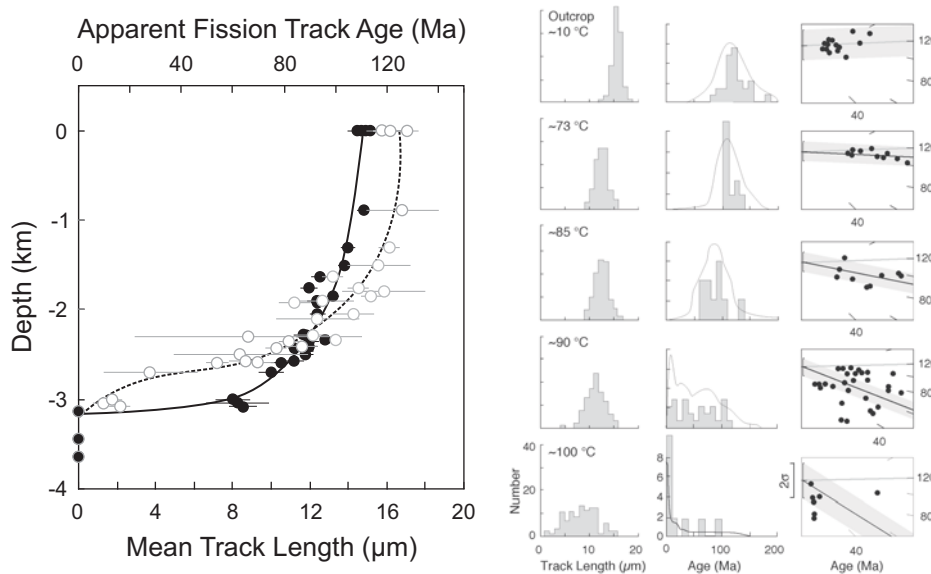 Apparent Fission Track Age (Ma)
0 40 80 120
Depth (km)
0
-1
-2
-3
-4
0 4 8 12 16 20
Mean Track Length (µm)
Outcrop
~10 °C
120
80
40
~73 °C
120
80
40
~85 °C
120
80
40
~90 °C
120
80
40
~100 °C
Number
40
20
0
0 10 20
Track Length (µm)
8
6
4
2
0
0 100 200
Age (Ma)
2σ
120
80
40
Age (Ma)